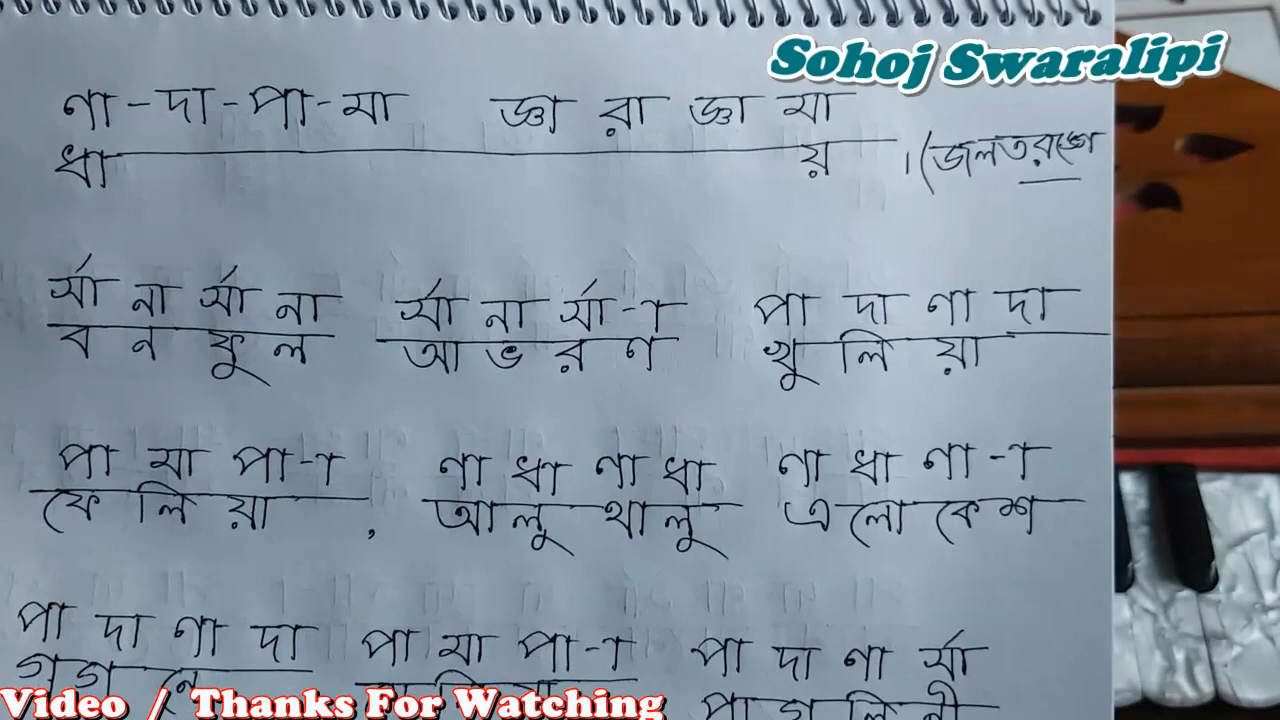 Sohoj Swaralipi
ণা - দা - পা - মা জ্ঞা রা জ্ঞা মা
ধা য় । (জলতরঙ্গে
র্সা না র্সা না র্সা না র্সা -া পা দা ণা দা
ব ন ফু ল আ ভ র ণ খু লি য়া
পা মা পা -া ণা ধা ণা ধা ণা ধা ণা -া
ফে লি য়া , আ লু থা লু এ লো কে শ
পা দা ণা দা পা মা পা -া পা দা ণা র্সা
গ গ নে পা গ লি নী
Video / Thanks For Watching